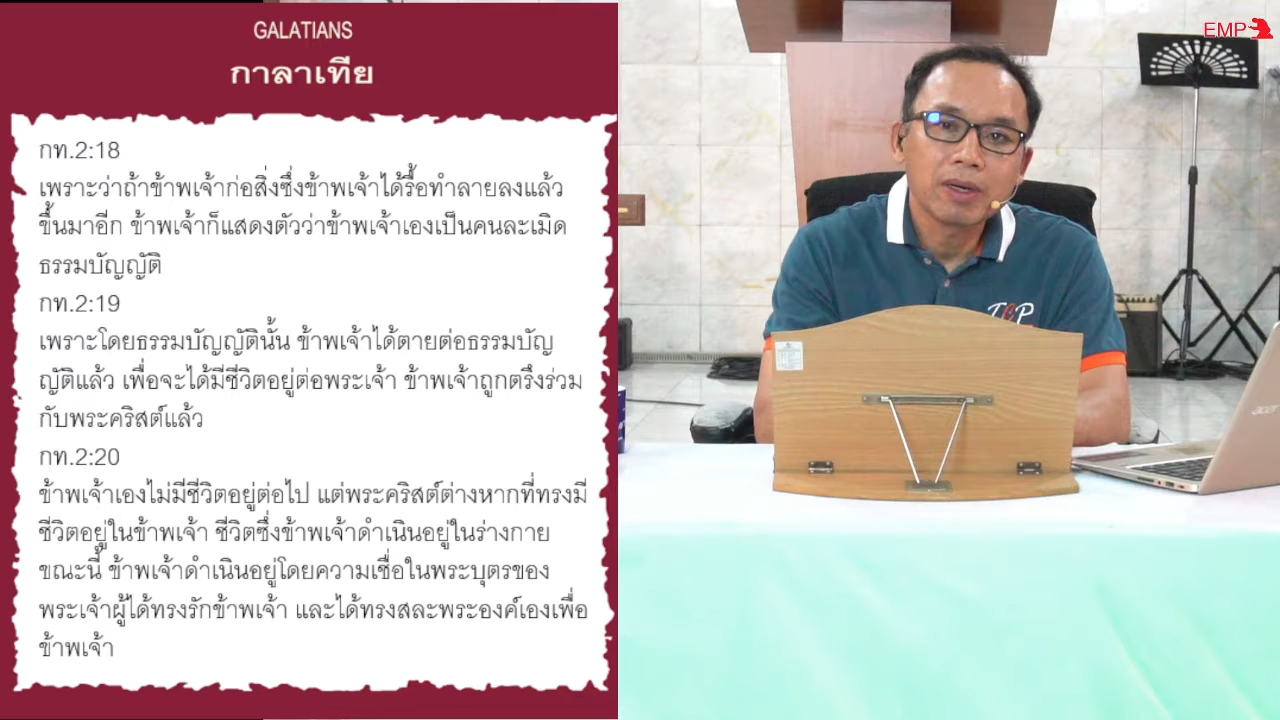 GALATIANS
กาลาเทีย
กท.2:18
เพราะว่าถ้าข้าพเจ้าก่อสิ่งซึ่งข้าพเจ้าได้รื้อทำลายลงแล้ว
ขึ้นมาอีก ข้าพเจ้าก็แสดงตัวว่าข้าพเจ้าเองเป็นคนละเมิด
ธรรมบัญญัติ
กท.2:19
เพราะโดยธรรมบัญญัตินั้น ข้าพเจ้าได้ตายต่อธรรมบัญ
ญัติแล้ว เพื่อจะได้มีชีวิตอยู่ต่อพระเจ้า ข้าพเจ้าถูกตรึงร่วม
กับพระคริสต์แล้ว
กท.2:20
ข้าพเจ้าเองไม่มีชีวิตอยู่ต่อไป แต่พระคริสต์ต่างหากที่ทรงมี
ชีวิตอยู่ในข้าพเจ้า ชีวิตซึ่งข้าพเจ้าดำเนินอยู่ในร่างกาย
ขณะนี้ ข้าพเจ้าดำเนินอยู่โดยความเชื่อในพระบุตรของ
พระเจ้าผู้ได้ทรงรักข้าพเจ้า และได้ทรงสละพระองค์เองเพื่อ
ข้าพเจ้า
EMP
acer